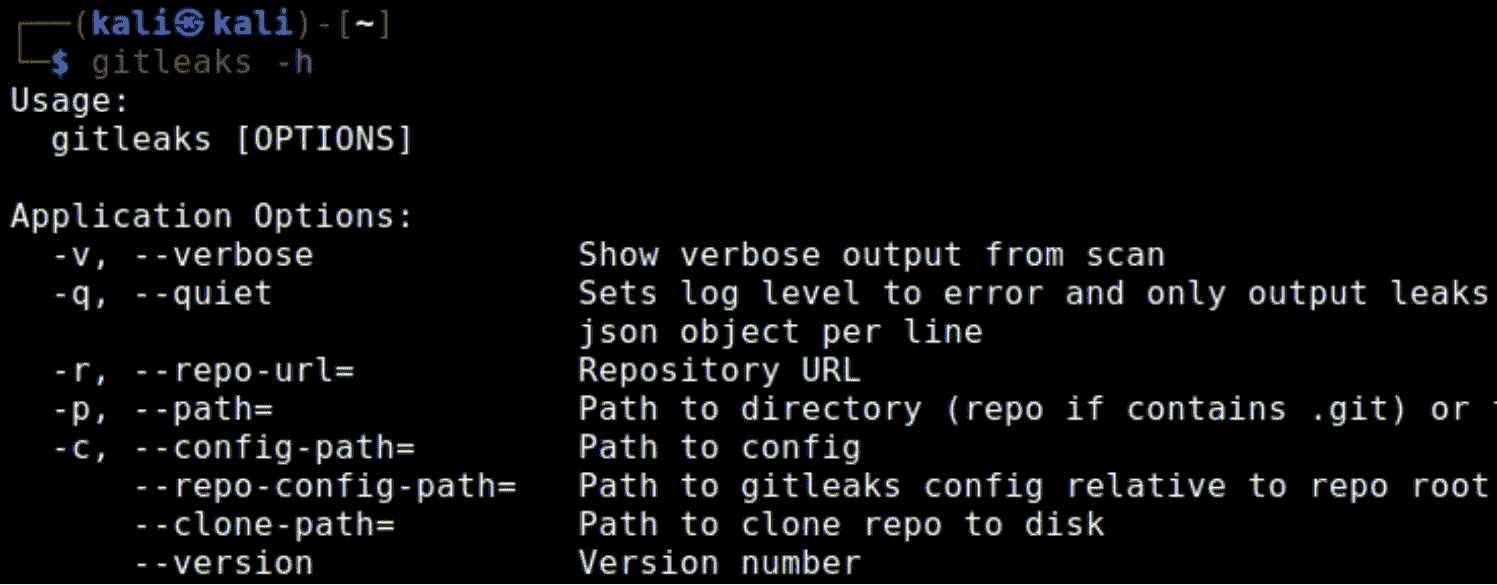 ┌──(kali㉿kali)-[~]
└─$ gitleaks -h
Usage:
  gitleaks [OPTIONS]

Application Options:
  -v, --verbose             Show verbose output from scan
  -q, --quiet               Sets log level to error and only output leaks
                            json object per line
  -r, --repo-url=           Repository URL
  -p, --path=               Path to directory (repo if contains .git) or
  -c, --config-path=        Path to config
      --repo-config-path=   Path to gitleaks config relative to repo root
      --clone-path=         Path to clone repo to disk
      --version             Version number